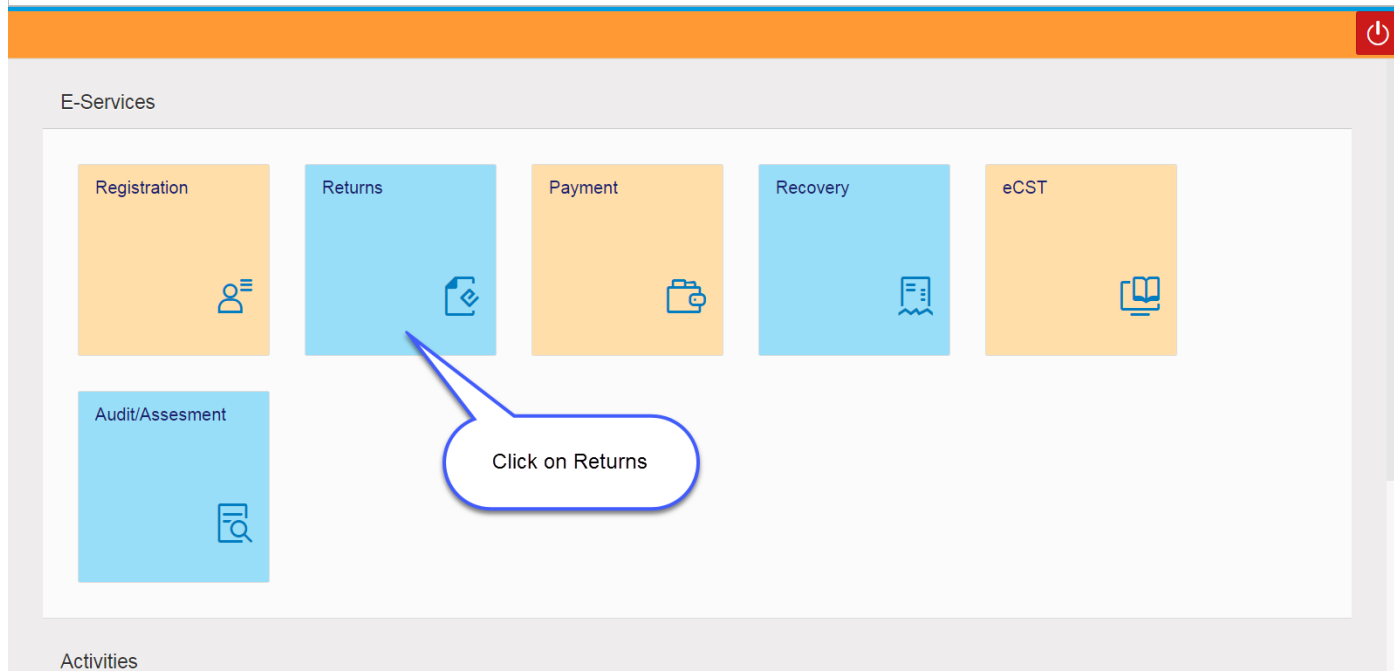 E-Services
Registration
Returns
Payment
Recovery
eCST
Audit/Assesment
Click on Returns
Activities